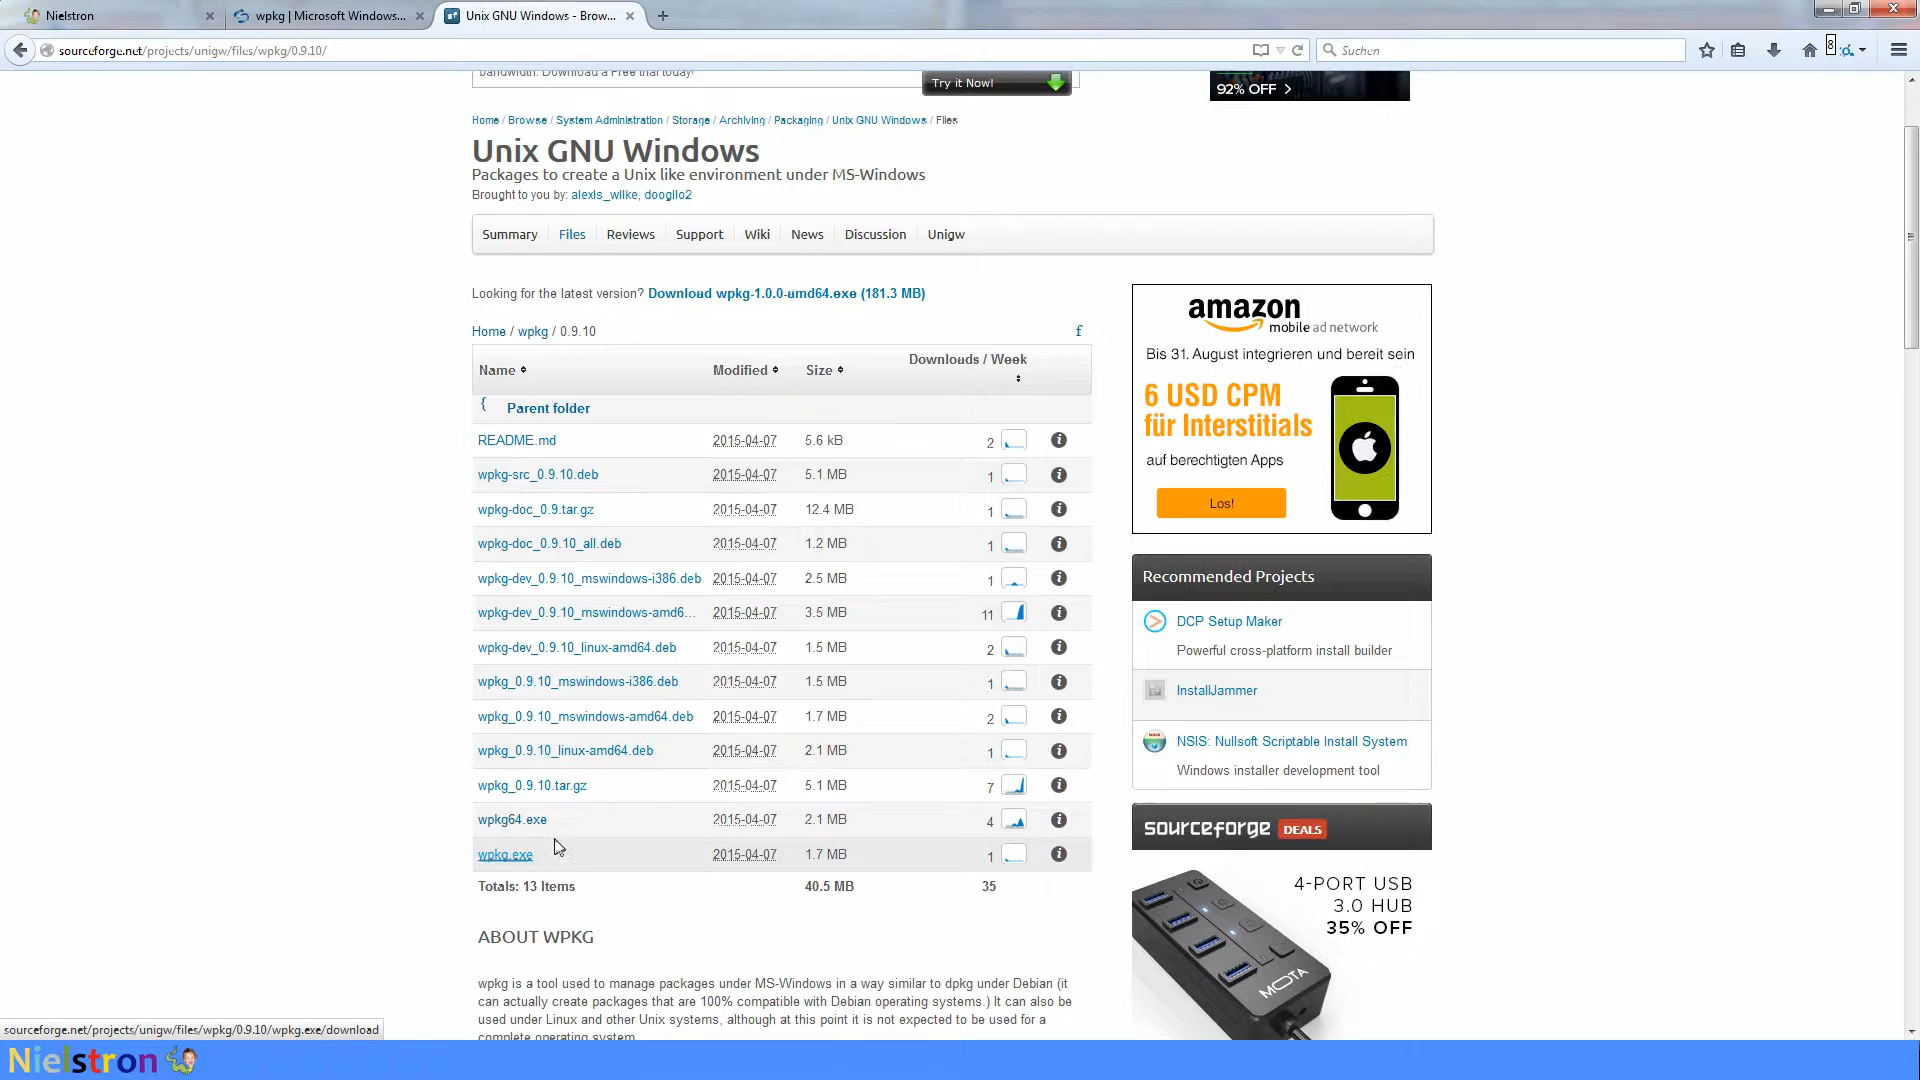 Nielstron
wpkg | Microsoft Windows...
Unix GNU Windows - Brow...
sourceforge.net/projects/unigw/files/wpkg/0.9.10/
Suchen
8
bandwidth. Download a Free trial today!
Try it Now!
92% OFF
Home / Browse / System Administration / Storage / Archiving / Packaging / Unix GNU Windows / Files
Unix GNU Windows
Packages to create a Unix like environment under MS-Windows
Brought to you by: alexis_wilke, doogllo2
Summary Files Reviews Support Wiki News Discussion Unigw
Looking for the latest version? Download wpkg-1.0.0-amd64.exe (181.3 MB)
Home / wpkg / 0.9.10
Name Modified Size Downloads / Week
Parent folder
README.md 2015-04-07 5.6 kB 2
wpkg-src_0.9.10.deb 2015-04-07 5.1 MB 1
wpkg-doc_0.9.tar.gz 2015-04-07 12.4 MB 1
wpkg-doc_0.9.10_all.deb 2015-04-07 1.2 MB 1
wpkg-dev_0.9.10_mswindows-i386.deb 2015-04-07 2.5 MB 1
wpkg-dev_0.9.10_mswindows-amd6... 2015-04-07 3.5 MB 11
wpkg-dev_0.9.10_linux-amd64.deb 2015-04-07 1.5 MB 2
wpkg_0.9.10_mswindows-i386.deb 2015-04-07 1.5 MB 1
wpkg_0.9.10_mswindows-amd64.deb 2015-04-07 1.7 MB 2
wpkg_0.9.10_linux-amd64.deb 2015-04-07 2.1 MB 1
wpkg_0.9.10.tar.gz 2015-04-07 5.1 MB 7
wpkg64.exe 2015-04-07 2.1 MB 4
wpkg.exe 2015-04-07 1.7 MB 1
Totals: 13 Items 40.5 MB 35
ABOUT WPKG
wpkg is a tool used to manage packages under MS-Windows in a way similar to dpkg under Debian (it
can actually create packages that are 100% compatible with Debian operating systems.) It can also be
used under Linux and other Unix systems, although at this point it is not expected to be used for a
complete operating system.
amazon
mobile ad network
Bis 31. August integrieren und bereit sein
6 USD CPM
für Interstitials
auf berechtigten Apps
Los!
Recommended Projects
DCP Setup Maker
Powerful cross-platform install builder
InstallJammer
NSIS: Nullsoft Scriptable Install System
Windows installer development tool
sourceforge DEALS
4-PORT USB
3.0 HUB
35% OFF
MOTA
sourceforge.net/projects/unigw/files/wpkg/0.9.10/wpkg.exe/download
Nielstron